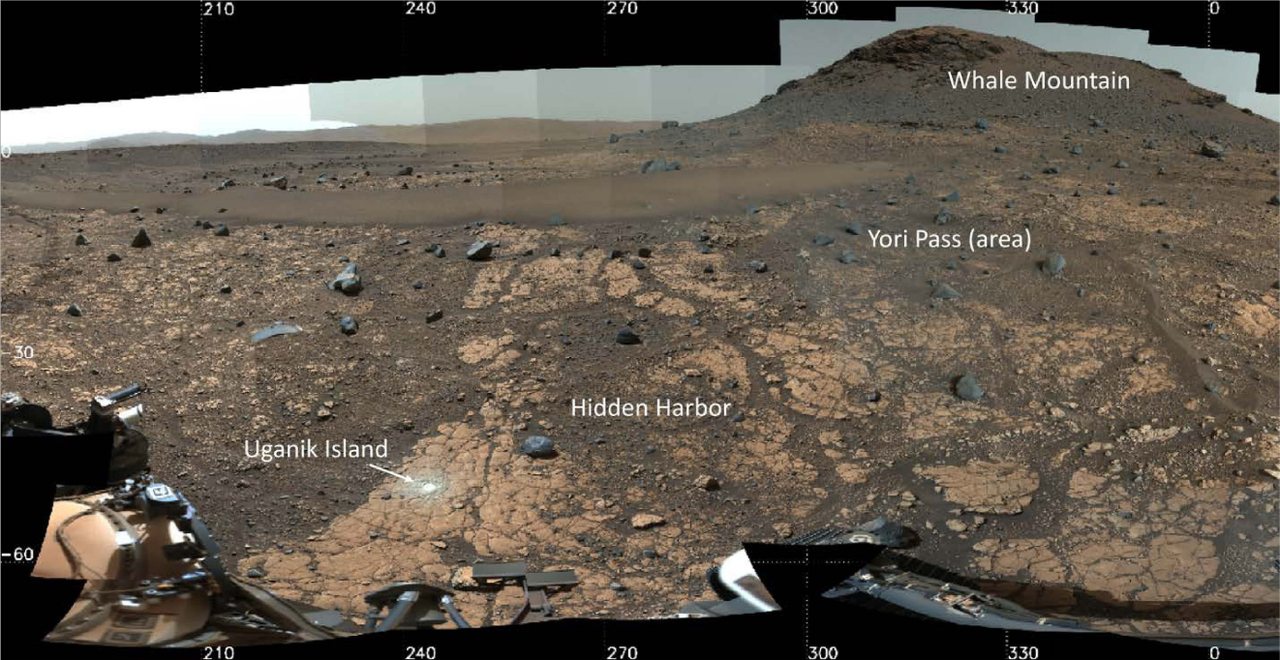 210 240 270 300 330 0
Whale Mountain
0
Yori Pass (area)
-30
Hidden Harbor
Uganik Island
-60
210 240 270 300 330 0